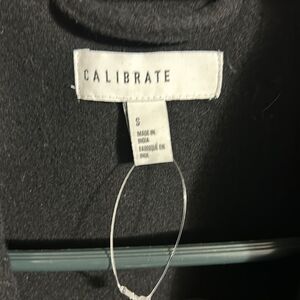 CALIBRATE
S
MADE IN
INDIA
FABRIQUÉ EN
INDE